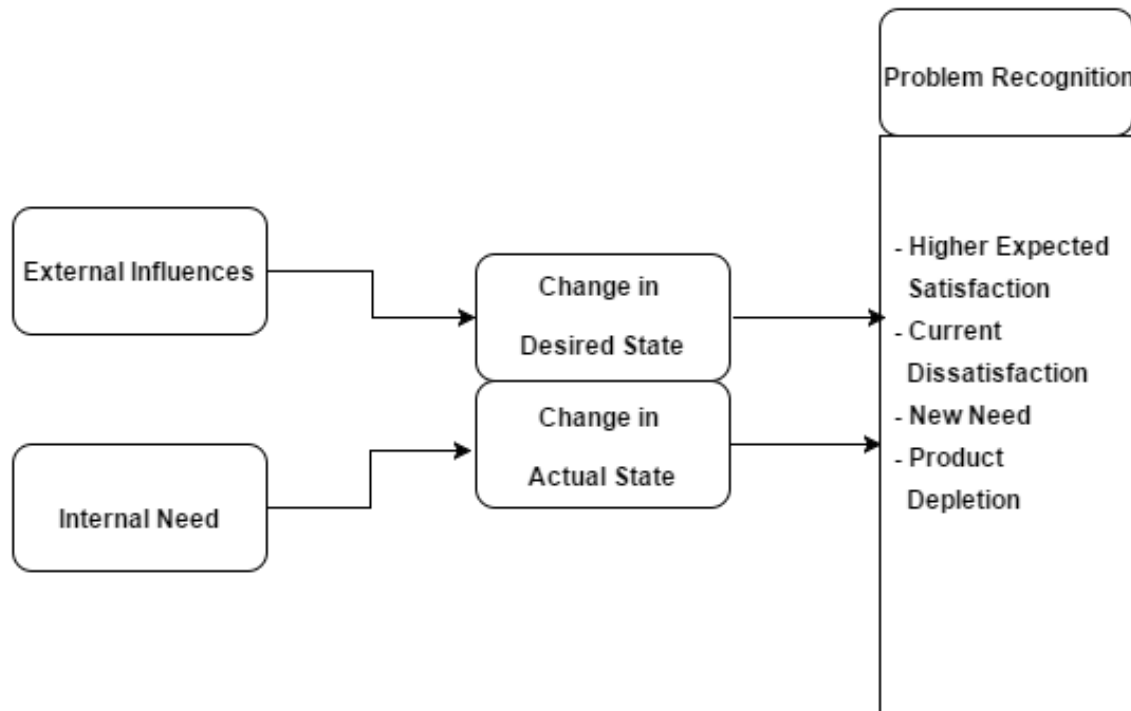 Problem Recognition
External Influences
Change in
Desired State
Change in
Actual State
Internal Need
- Higher Expected
Satisfaction
- Current
Dissatisfaction
- New Need
- Product
Depletion